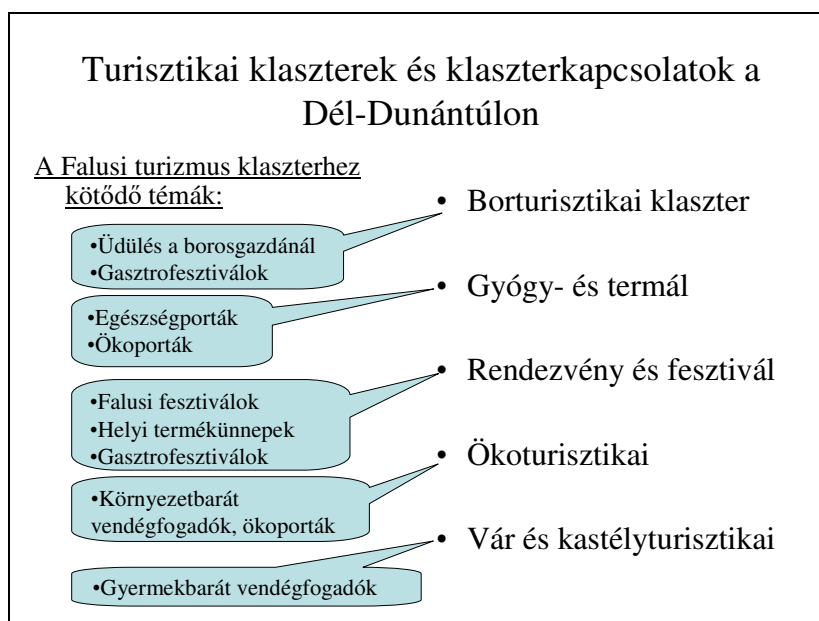 Turisztikai klaszterek és klaszterkapcsolatok a
Dél-Dunántúlon
A Falusi turizmus klaszterhez
kötődő témák:
•Üdülés a borosgazdánál
•Gasztrofesztiválok
•Egészségporták
•Ökoporták
•Falusi fesztiválok
•Helyi termékünnepek
•Gasztrofesztiválok
•Környezetbarát
vendégfogadók, ökoporták
•Gyermekbarát vendégfogadók
• Borturisztikai klaszter
• Gyógy- és termál
• Rendezvény és fesztivál
• Ökoturisztikai
• Vár és kastélyturisztikai